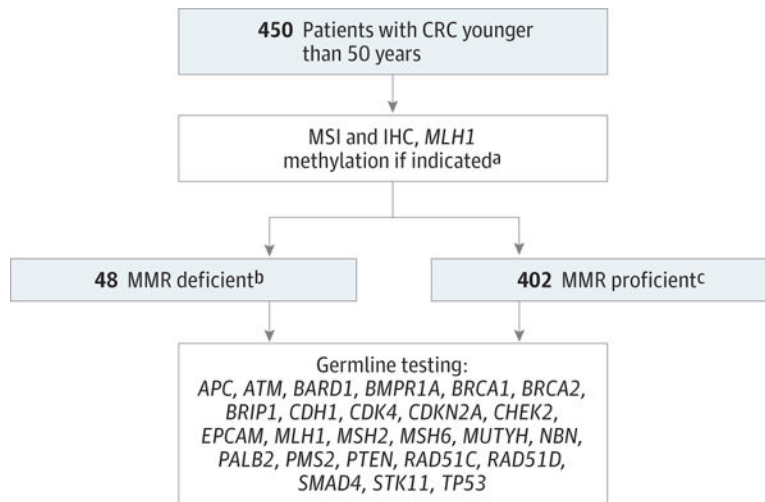 450 Patients with CRC younger
than 50 years
MSI and IHC, MLH1
methylation if indicatedᵃ
48 MMR deficientᵇ
402 MMR proficientᶜ
Germline testing:
APC, ATM, BARD1, BMPR1A, BRCA1, BRCA2,
BRIP1, CDH1, CDK4, CDKN2A, CHEK2,
EPCAM, MLH1, MSH2, MSH6, MUTYH, NBN,
PALB2, PMS2, PTEN, RAD51C, RAD51D,
SMAD4, STK11, TP53